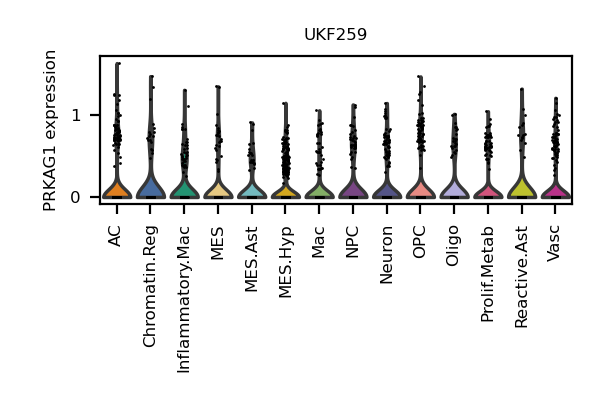 UKF259
PRKAG1 expression
1
0
AC
Chromatin.Reg
Inflammatory.Mac
MES
MES.Ast
MES.Hyp
Mac
NPC
Neuron
OPC
Oligo
Prolif.Metab
Reactive.Ast
Vasc